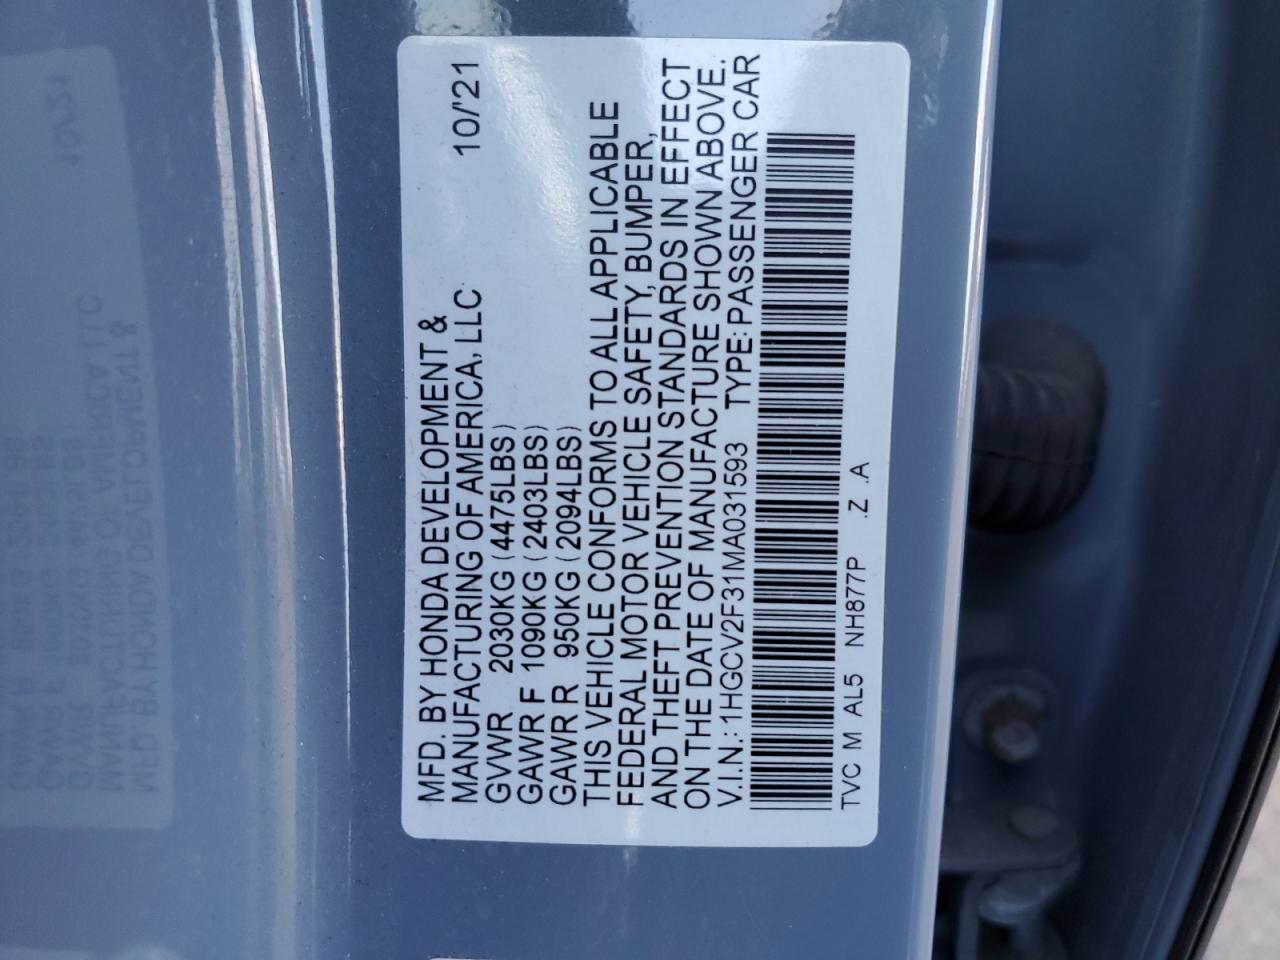 MFD. BY HONDA DEVELOPMENT &
MANUFACTURING OF AMERICA, LLC 10/'21
GVWR 2030KG (4475LBS)
GAWR F 1090KG (2403LBS)
GAWR R 950KG (2094LBS)
THIS VEHICLE CONFORMS TO ALL APPLICABLE
FEDERAL MOTOR VEHICLE SAFETY, BUMPER,
AND THEFT PREVENTION STANDARDS IN EFFECT
ON THE DATE OF MANUFACTURE SHOWN ABOVE.
V.I.N.: 1HGCV2F31MA031593 TYPE: PASSENGER CAR
TVC M AL5 NH877P .Z .A